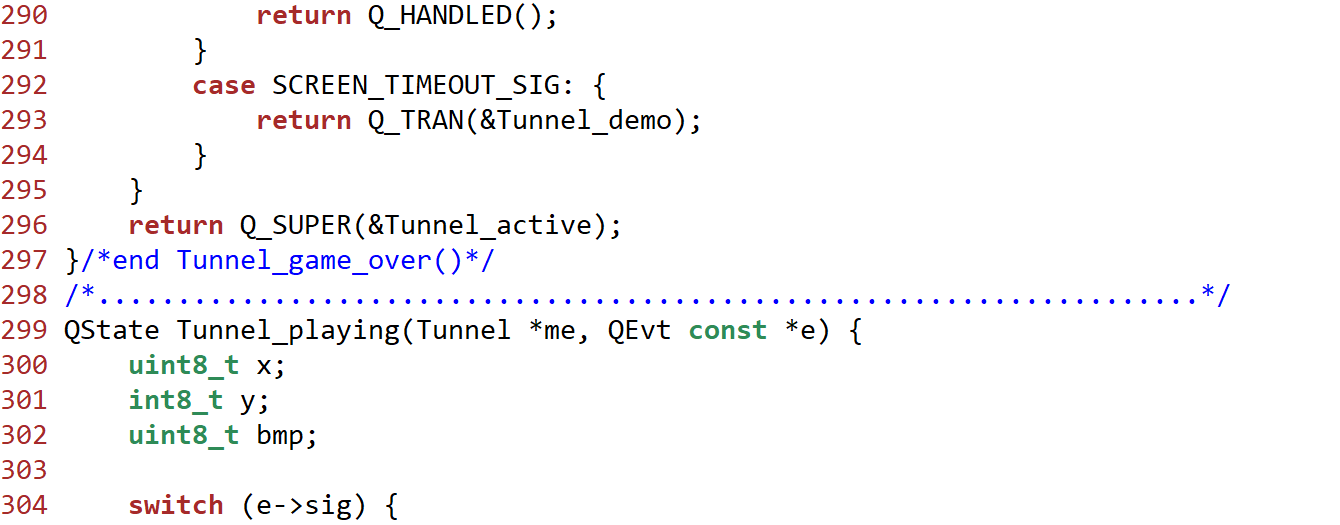 290             return Q_HANDLED();
291         }
292         case SCREEN_TIMEOUT_SIG: {
293             return Q_TRAN(&Tunnel_demo);
294         }
295     }
296     return Q_SUPER(&Tunnel_active);
297 }/*end Tunnel_game_over()*/
298 /*.....................................................................*/
299 QState Tunnel_playing(Tunnel *me, QEvt const *e) {
300     uint8_t x;
301     int8_t y;
302     uint8_t bmp;
303
304     switch (e->sig) {